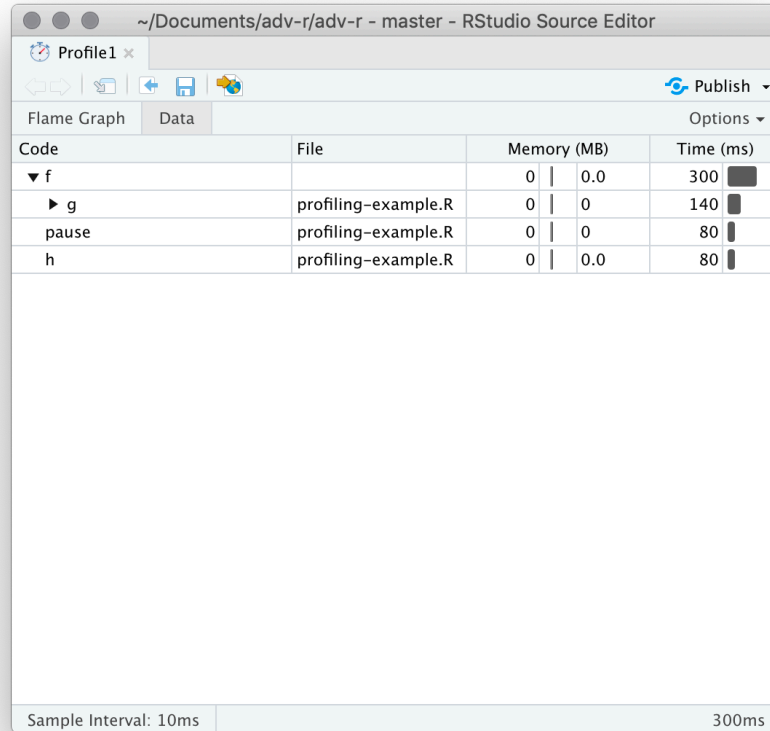 ~/Documents/adv-r/adv-r - master - RStudio Source Editor
Profile1
Publish
Flame Graph Data Options
Code File Memory (MB) Time (ms)
f 0 0.0 300
g profiling-example.R 0 0 140
pause profiling-example.R 0 0 80
h profiling-example.R 0 0.0 80
Sample Interval: 10ms 300ms